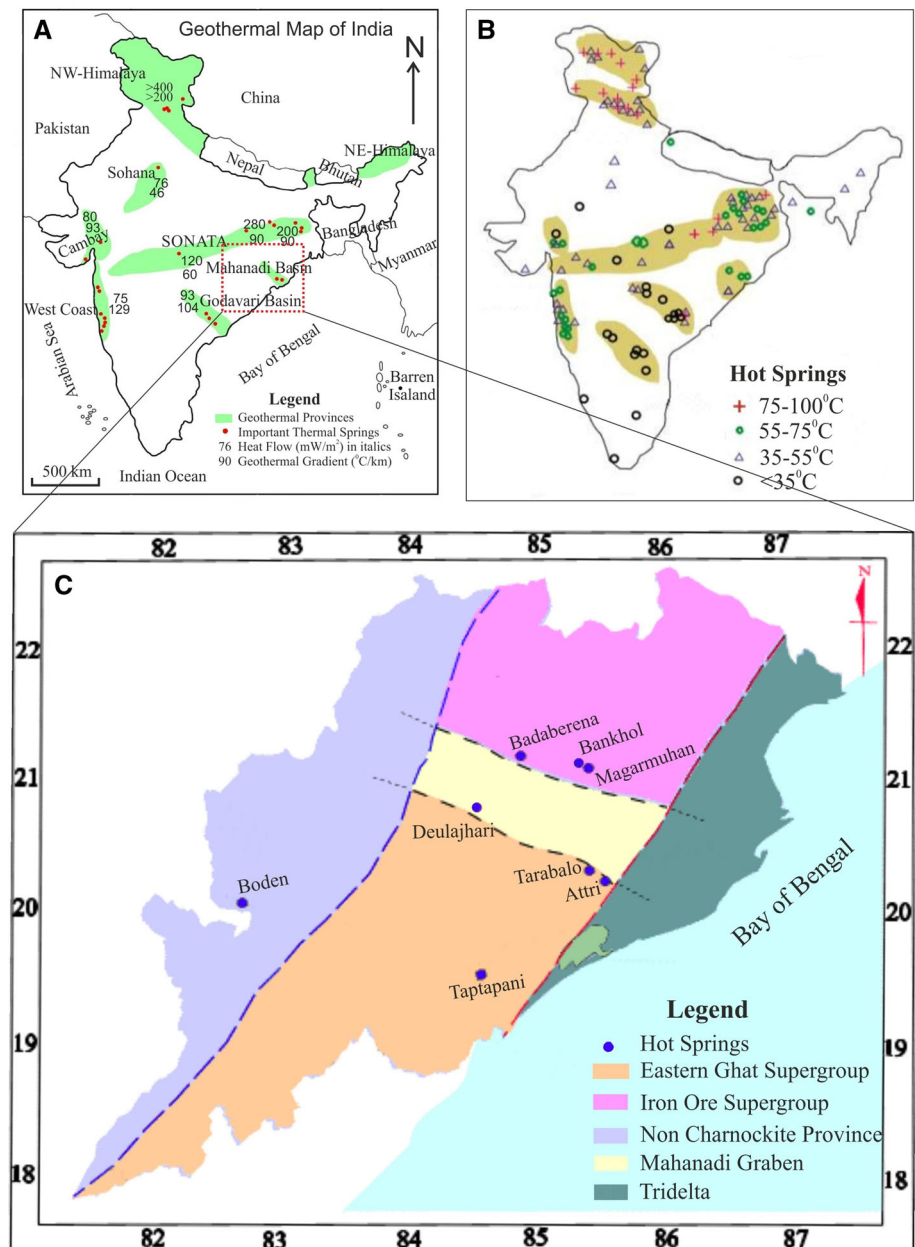 A
Geothermal Map of India
N
NW-Himalaya
>400
>200
China
Pakistan
Nepal
Bhutan
NE-Himalaya
Sohana
76
46
80
93
Cambay
SONATA
280
90
200
90
Bangladesh
Myanmar
120
60
Mahanadi Basin
West Coast
75
129
93
104
Godavari Basin
Arabian Sea
Bay of Bengal
Barren
Isaland
Legend
Geothermal Provinces
Important Thermal Springs
76 Heat Flow (mW/m²) in italics
90 Geothermal Gradient (⁰C/km)
500 km
Indian Ocean
B
Hot Springs
75-100⁰C
55-75⁰C
35-55⁰C
<35⁰C
82 83 84 85 86 87
C
N
22 22
21 21
20 20
19 19
18 18
Badaberena
Bankhol
Magarmuhan
Deulajhari
Tarabalo
Attri
Boden
Taptapani
Bay of Bengal
Legend
Hot Springs
Eastern Ghat Supergroup
Iron Ore Supergroup
Non Charnockite Province
Mahanadi Graben
Tridelta
82 83 84 85 86 87